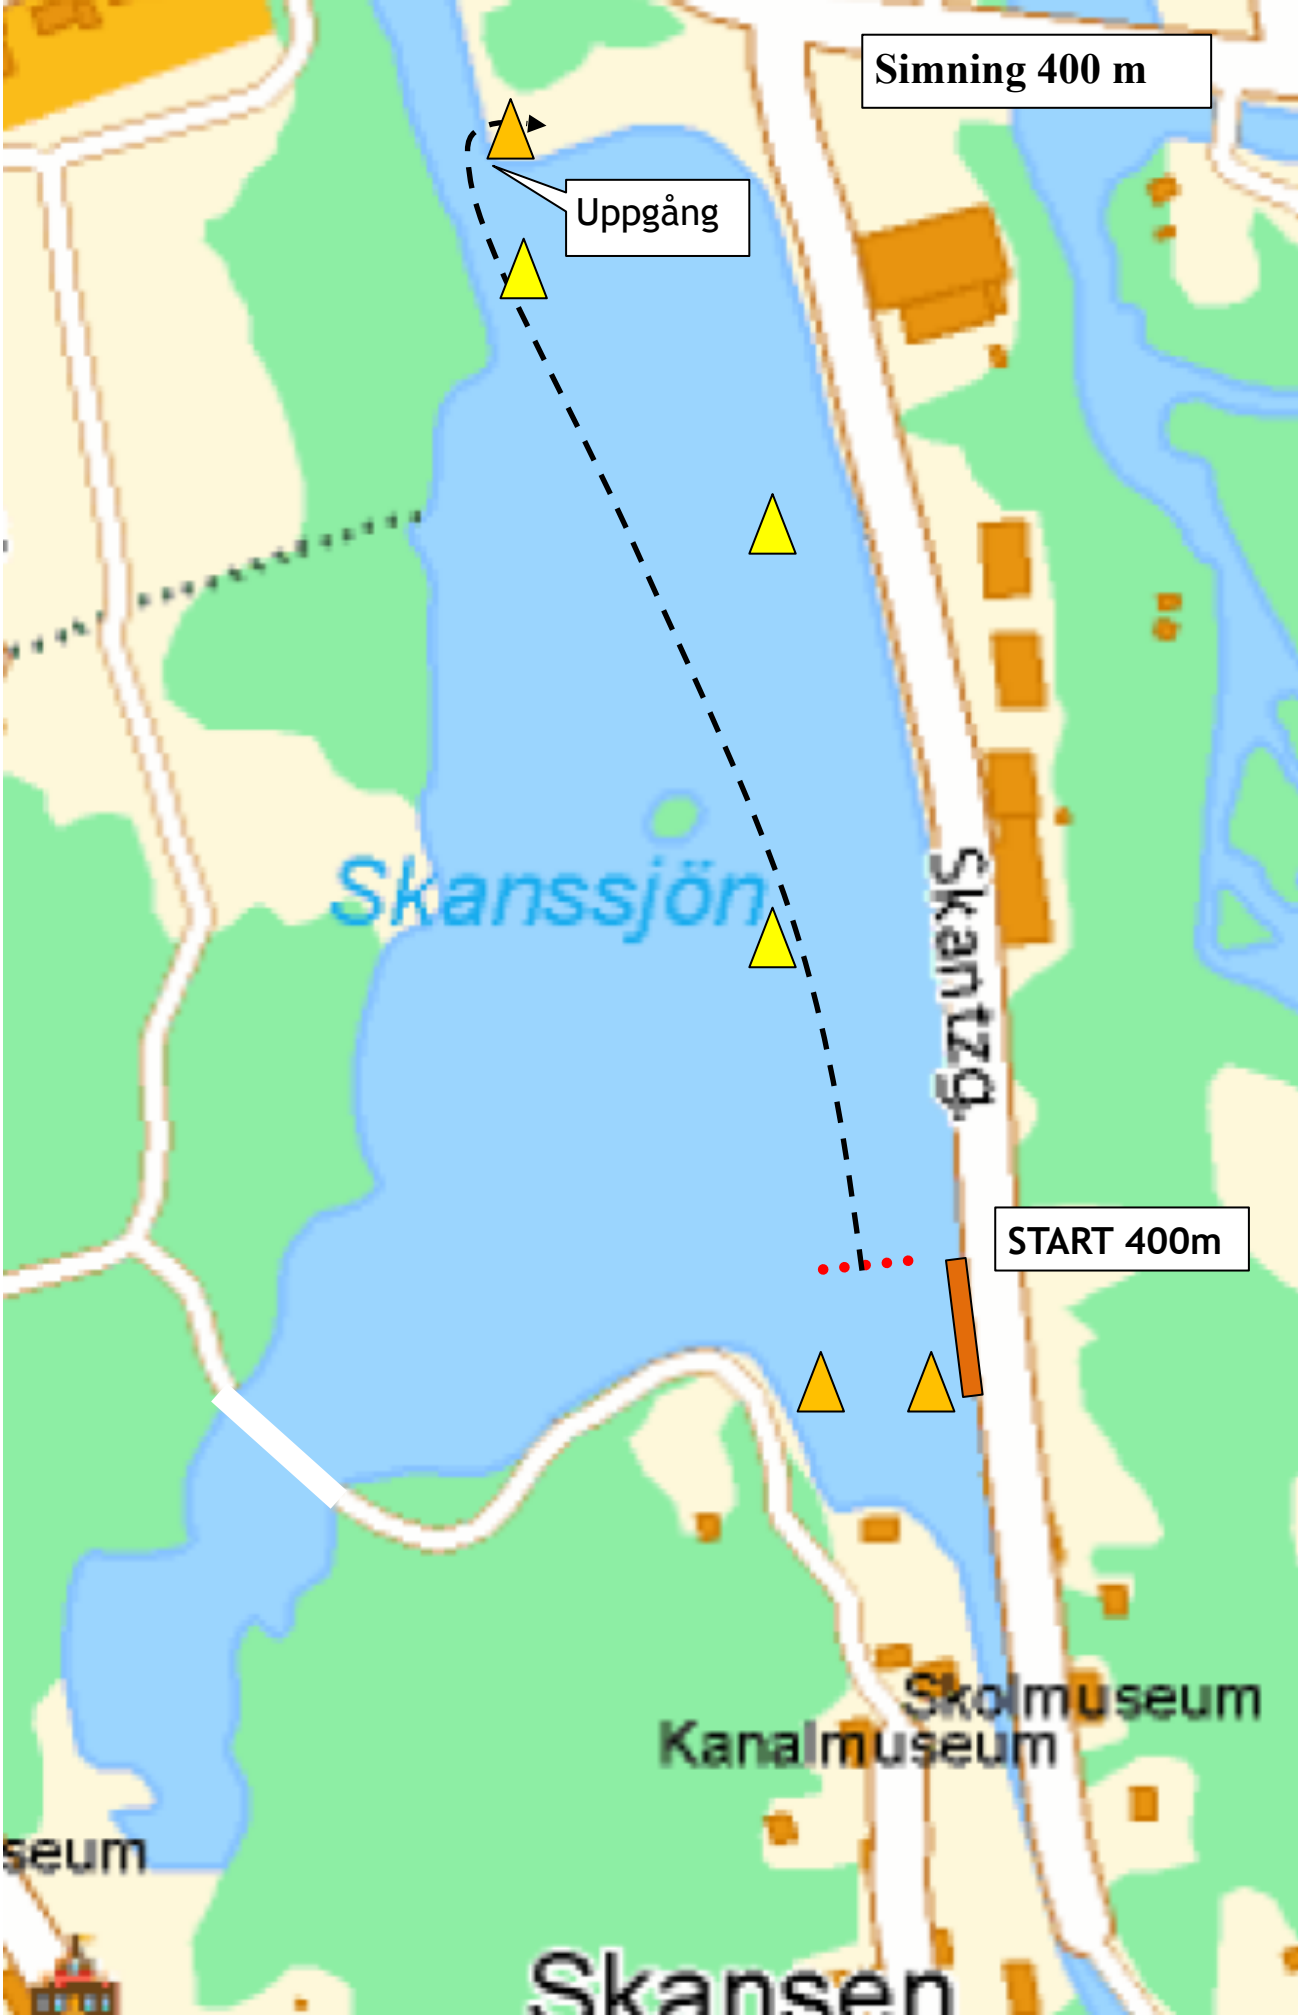 Simning 400 m
Uppgång
Skanssjön
Skantzg.
START 400m
Skolmuseum
Kanalmuseum
seum
Skansen